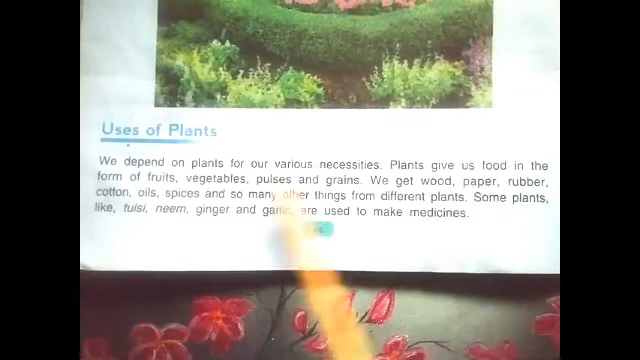 Uses of Plants
We depend on plants for our various necessities. Plants give us food in the
form of fruits, vegetables, pulses and grains. We get wood, paper, rubber,
cotton, oils, spices and so many other things from different plants. Some plants,
like, tulsi, neem, ginger and garlic, are used to make medicines.